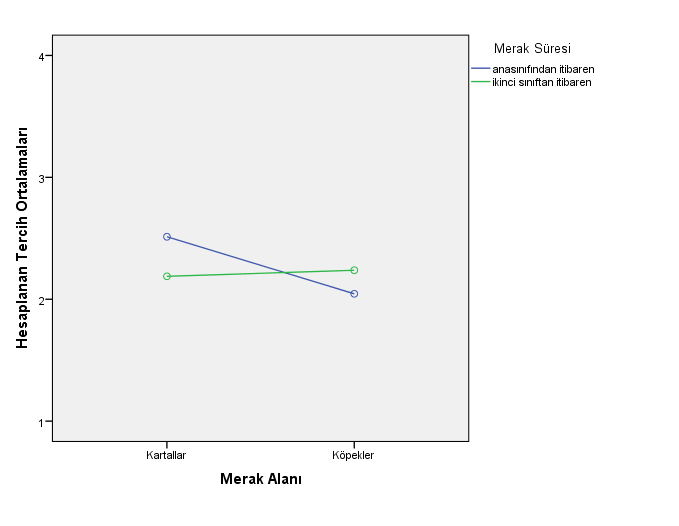 Merak Süresi
anasınıfından itibaren
ikinci sınıftan itibaren
Hesaplanan Tercih Ortalamaları
4
3
2
1
Kartallar
Köpekler
Merak Alanı